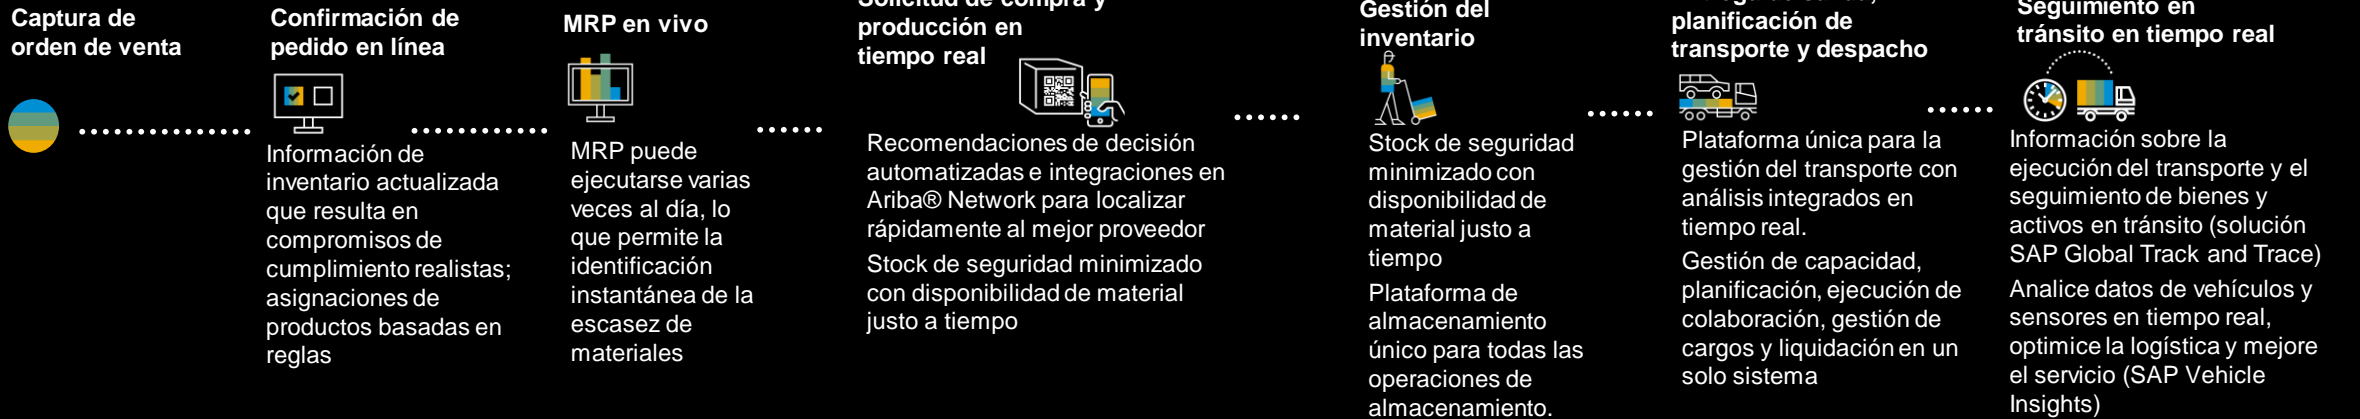 Captura de
orden de venta
Confirmación de
pedido en línea
Información de
inventario actualizada
que resulta en
compromisos de
cumplimiento realistas;
asignaciones de
productos basadas en
reglas
MRP en vivo
MRP puede
ejecutarse varias
veces al día, lo
que permite la
identificación
instantánea de la
escasez de
materiales
Solicitud de compra y
producción en
tiempo real
Recomendaciones de decisión
automatizadas e integraciones en
Ariba® Network para localizar
rápidamente al mejor proveedor
Stock de seguridad minimizado
con disponibilidad de material
justo a tiempo
Gestión del
inventario
Stock de seguridad
minimizado con
disponibilidad de
material justo a
tiempo
Plataforma de
almacenamiento
único para todas las
operaciones de
almacenamiento.
planificación de
transporte y despacho
Plataforma única para la
gestión del transporte con
análisis integrados en
tiempo real.
Gestión de capacidad,
planificación, ejecución de
colaboración, gestión de
cargos y liquidación en un
solo sistema
Seguimiento en
tránsito en tiempo real
Información sobre la
ejecución del transporte y el
seguimiento de bienes y
activos en tránsito (solución
SAP Global Track and Trace)
Analice datos de vehículos y
sensores en tiempo real,
optimice la logística y mejore
el servicio (SAP Vehicle
Insights)